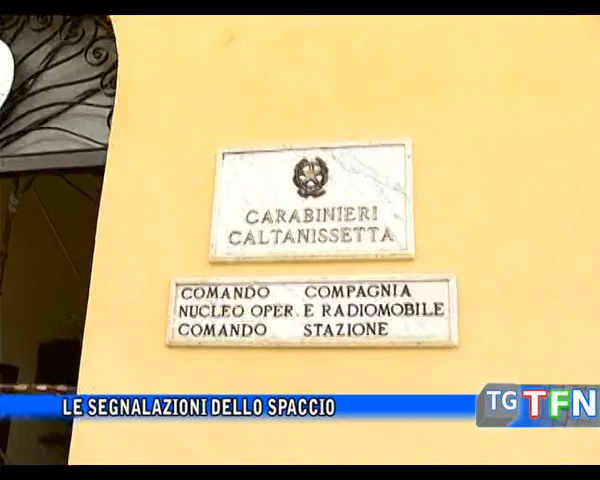 CARABINIERI
CALTANISSETTA
COMANDO COMPAGNIA
NUCLEO OPER. E RADIOMOBILE
COMANDO STAZIONE
LE SEGNALAZIONI DELLO SPACCIO
TG TFN